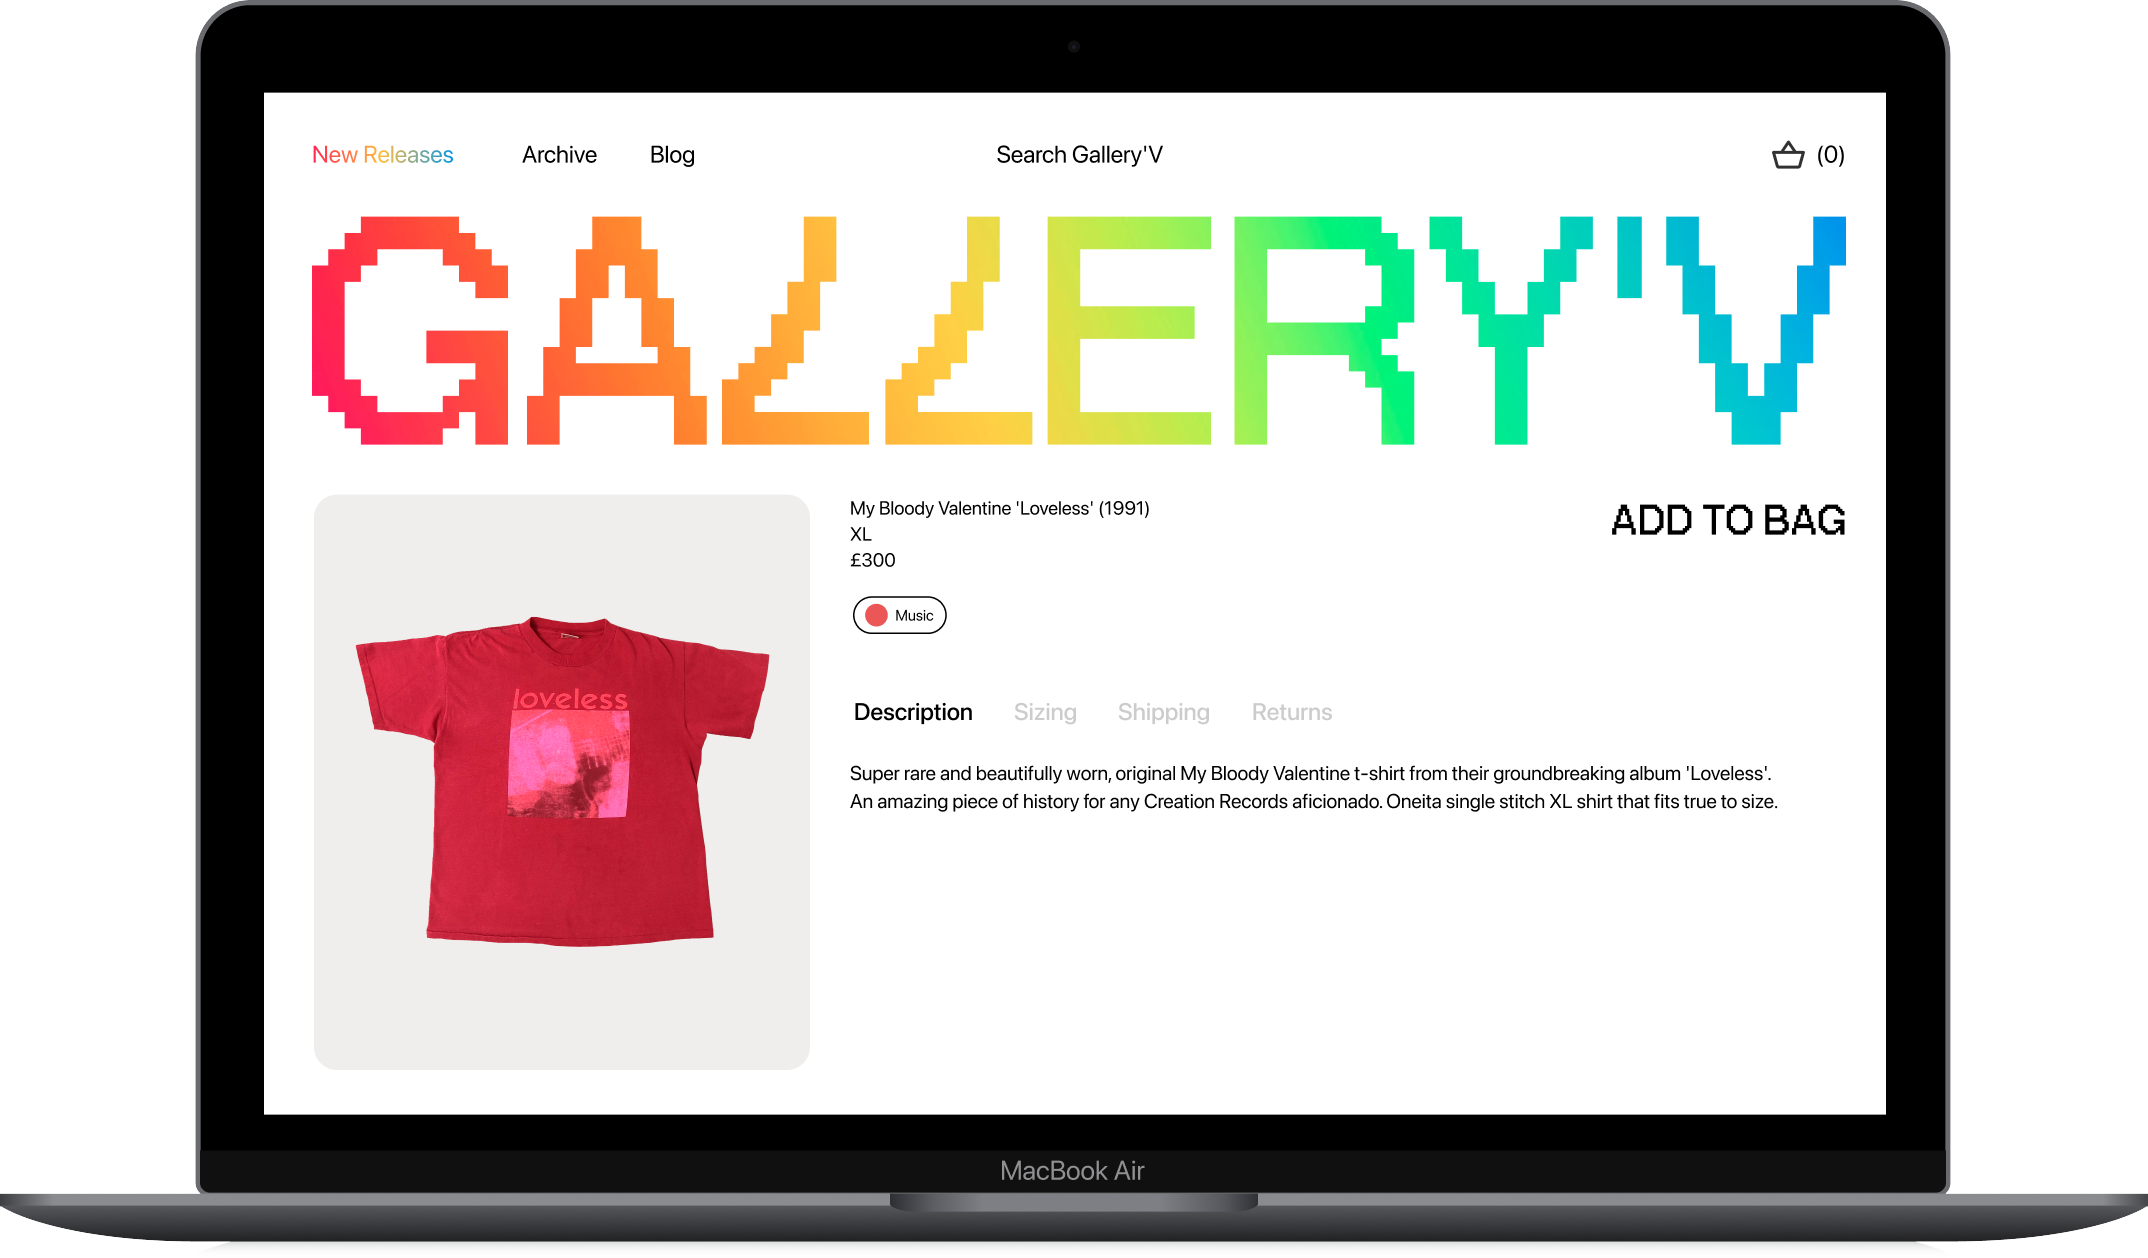 New Releases Archive Blog Search Gallery'V (0)
GALLERY'V
My Bloody Valentine 'Loveless' (1991)
XL
£300
ADD TO BAG
Music
loveless
Description Sizing Shipping Returns
Super rare and beautifully worn, original My Bloody Valentine t-shirt from their groundbreaking album 'Loveless'.
An amazing piece of history for any Creation Records aficionado. Oneita single stitch XL shirt that fits true to size.
MacBook Air